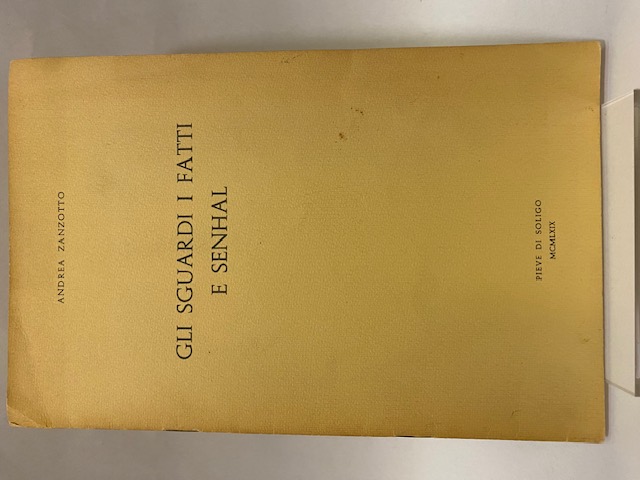 ANDREA ZANZOTTO
GLI SGUARDI I FATTI
E SENHAL
PIEVE DI SOLIGO
MCMLXIX